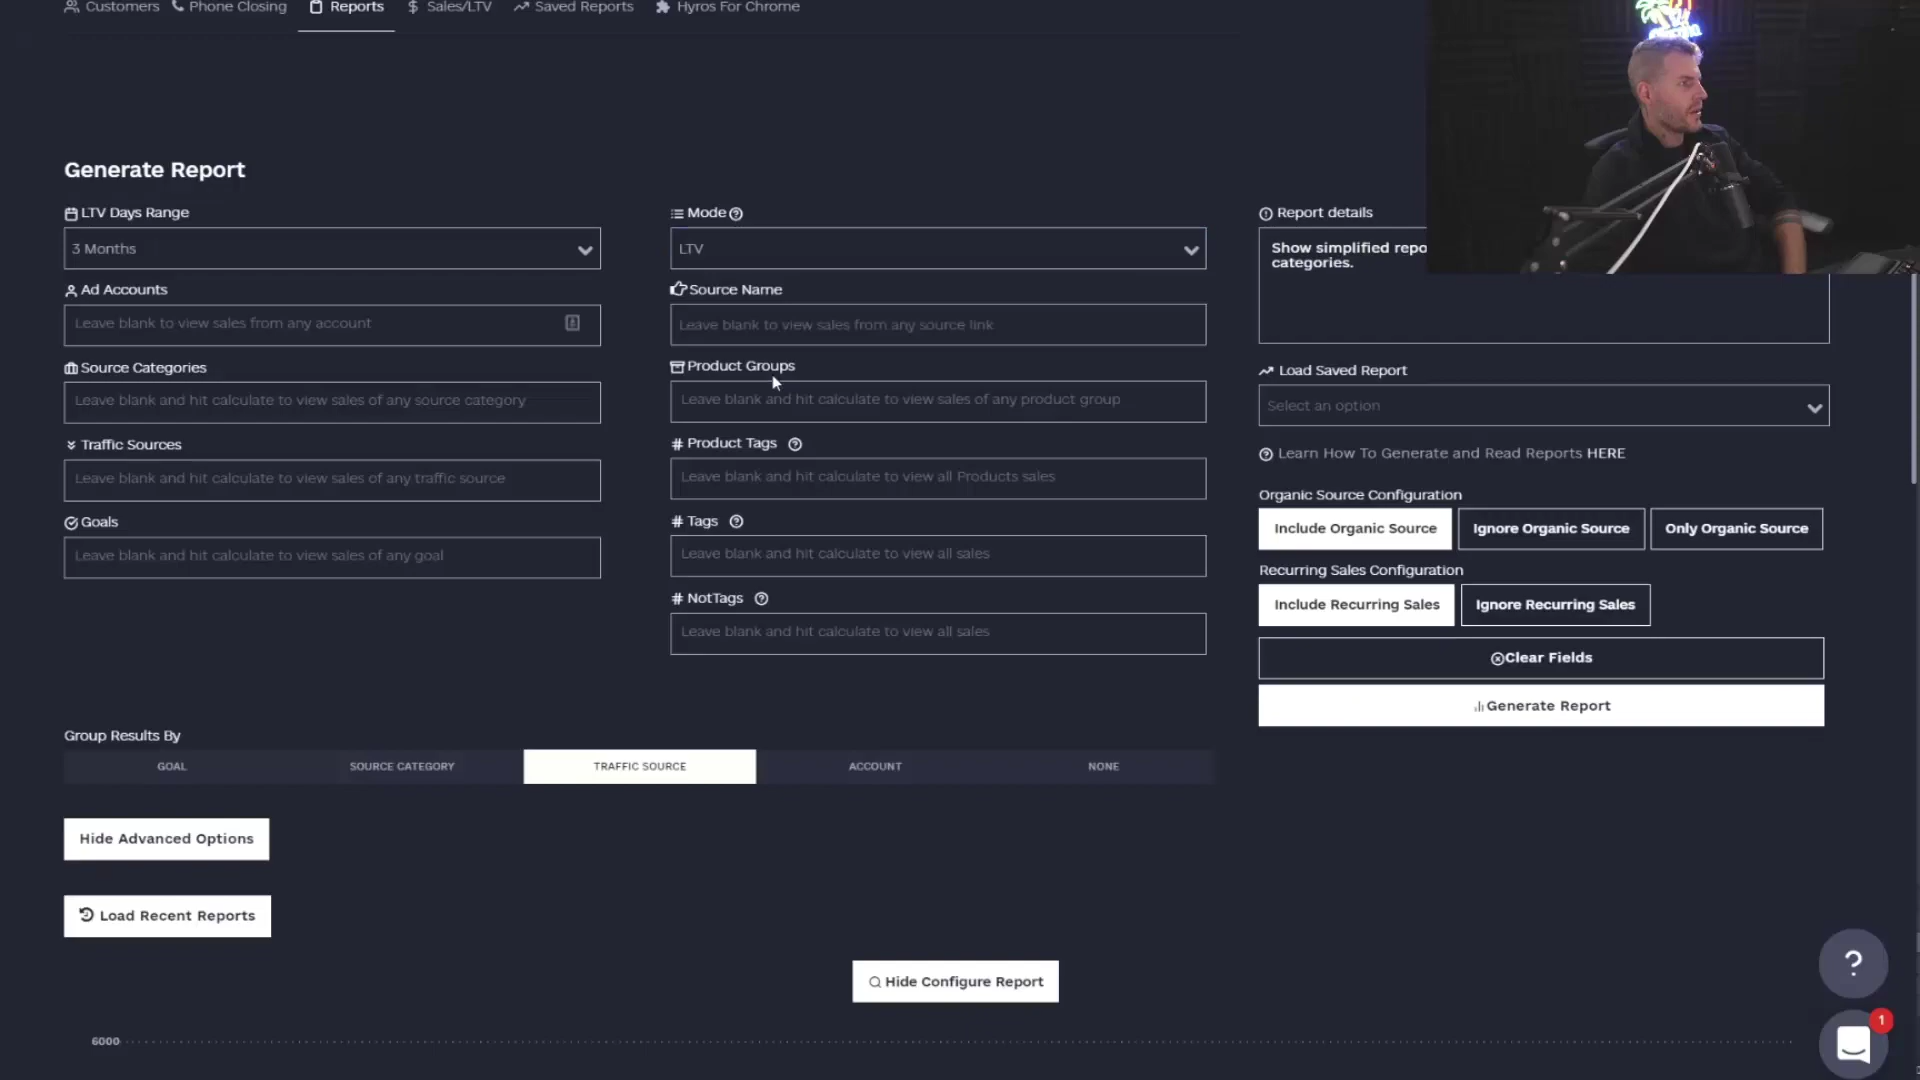 Customers
Phone Closing
Reports
Sales/LTV
Saved Reports
Hyros For Chrome
Generate Report
LTV Days Range
3 Months
Ad Accounts
Leave blank to view sales from any account
Source Categories
Leave blank and hit calculate to view sales of any source category
Traffic Sources
Leave blank and hit calculate to view sales of any traffic source
Goals
Leave blank and hit calculate to view sales of any goal
Mode
LTV
Source Name
Leave blank to view sales from any source link
Product Groups
Leave blank and hit calculate to view sales of any product group
# Product Tags
Leave blank and hit calculate to view all Products sales
# Tags
Leave blank and hit calculate to view all sales
# NotTags
Leave blank and hit calculate to view all sales
Report details
Show simplified repo
categories.
Load Saved Report
Select an option
Learn How To Generate and Read Reports HERE
Organic Source Configuration
Include Organic Source
Ignore Organic Source
Only Organic Source
Recurring Sales Configuration
Include Recurring Sales
Ignore Recurring Sales
Clear Fields
Generate Report
Group Results By
GOAL
SOURCE CATEGORY
TRAFFIC SOURCE
ACCOUNT
NONE
Hide Advanced Options
Load Recent Reports
Hide Configure Report
6000
?
1